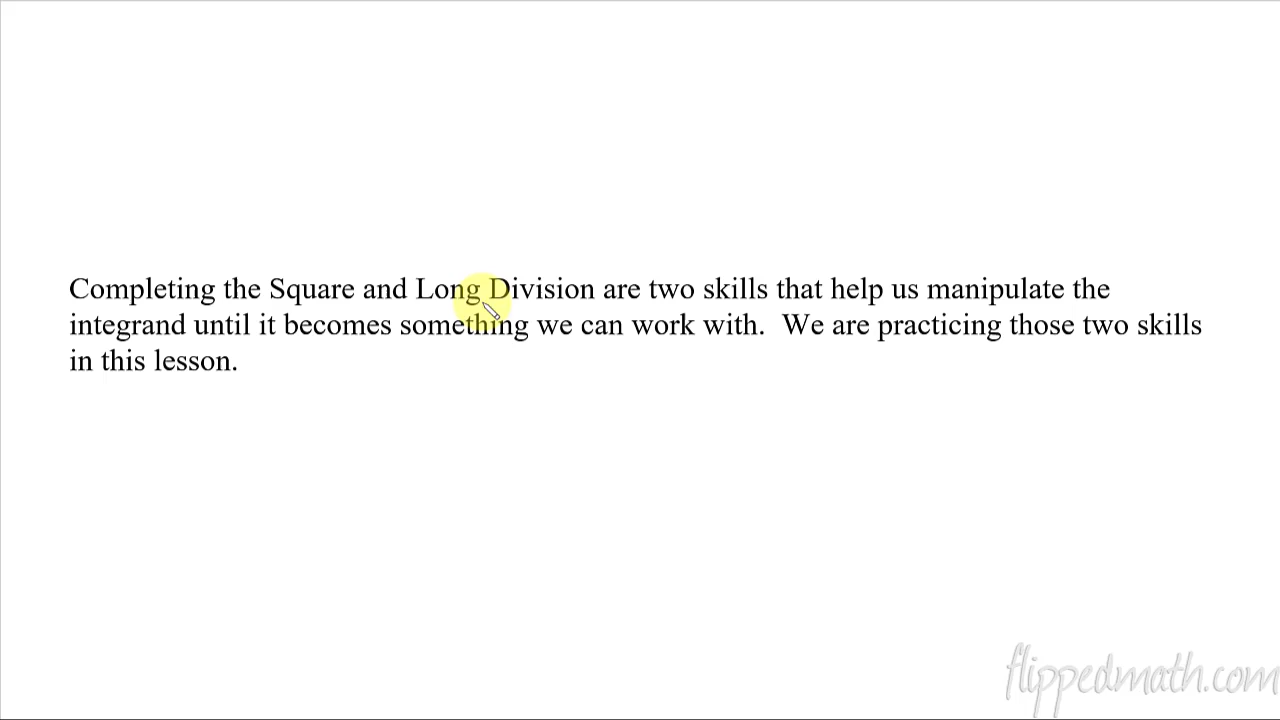 Completing the Square and Long Division are two skills that help us manipulate the
integrand until it becomes something we can work with.  We are practicing those two skills
in this lesson.
flippedmath.com